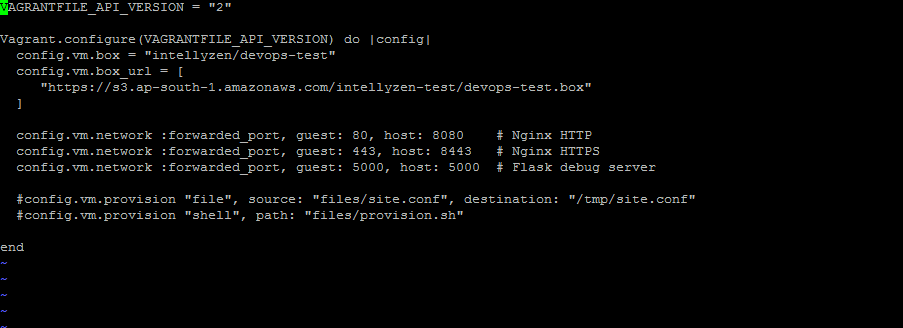 VAGRANTFILE_API_VERSION = "2"

Vagrant.configure(VAGRANTFILE_API_VERSION) do |config|
  config.vm.box = "intellyzen/devops-test"
  config.vm.box_url = [
     "https://s3.ap-south-1.amazonaws.com/intellyzen-test/devops-test.box"
  ]

  config.vm.network :forwarded_port, guest: 80, host: 8080    # Nginx HTTP
  config.vm.network :forwarded_port, guest: 443, host: 8443   # Nginx HTTPS
  config.vm.network :forwarded_port, guest: 5000, host: 5000  # Flask debug server

  #config.vm.provision "file", source: "files/site.conf", destination: "/tmp/site.conf"
  #config.vm.provision "shell", path: "files/provision.sh"

end
~
~
~
~
~